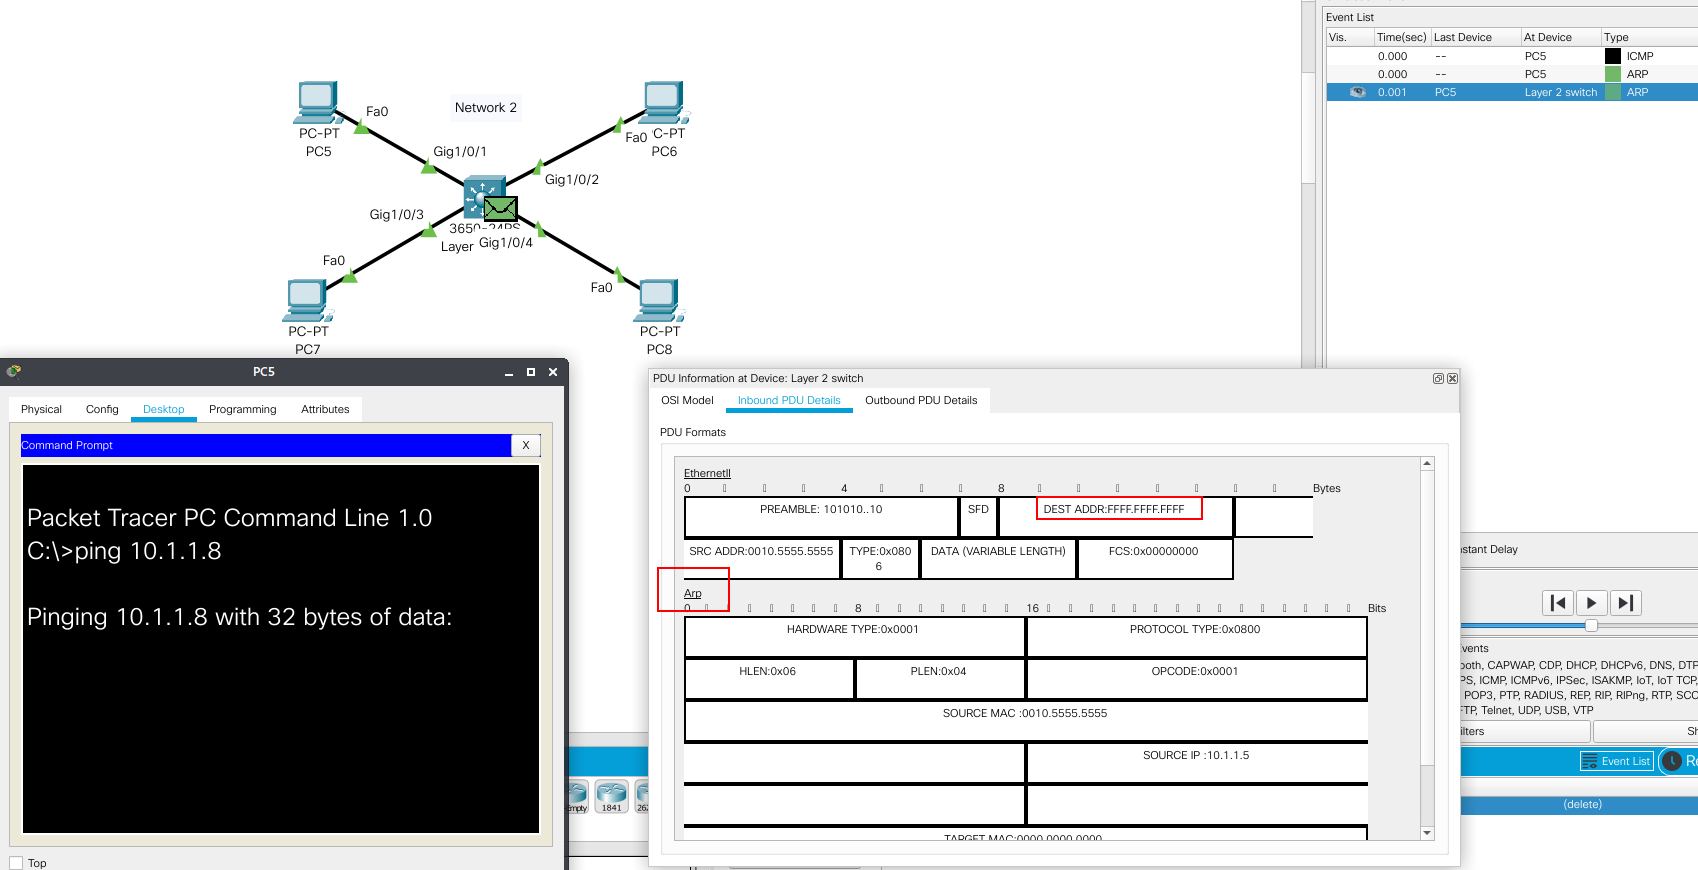 Event List
Vis. Time(sec) Last Device At Device Type
0.000 -- PC5 ICMP
0.000 -- PC5 ARP
0.001 PC5 Layer 2 switch ARP
Network 2
Fa0
PC-PT
PC5
Gig1/0/1
Fa0
C-PT
PC6
Gig1/0/2
Gig1/0/3
3650-24PS
Layer
Gig1/0/4
Fa0
PC-PT
PC7
Fa0
PC-PT
PC8
PC5
Physical Config Desktop Programming Attributes
Command Prompt X
Packet Tracer PC Command Line 1.0
C:\>ping 10.1.1.8
Pinging 10.1.1.8 with 32 bytes of data:
Top
Empty 1841 262
PDU Information at Device: Layer 2 switch
OSI Model Inbound PDU Details Outbound PDU Details
PDU Formats
EthernetII
0 4 8 Bytes
PREAMBLE: 101010..10 SFD DEST ADDR:FFFF.FFFF.FFFF
SRC ADDR:0010.5555.5555 TYPE:0x080 DATA (VARIABLE LENGTH) FCS:0x00000000
6
Arp
0 8 16 Bits
HARDWARE TYPE:0x0001 PROTOCOL TYPE:0x0800
HLEN:0x06 PLEN:0x04 OPCODE:0x0001
SOURCE MAC :0010.5555.5555
SOURCE IP :10.1.1.5
TARGET MAC:0000.0000.0000
nstant Delay
vents
ooth, CAPWAP, CDP, DHCP, DHCPv6, DNS, DTP
PS, ICMP, ICMPv6, IPSec, ISAKMP, IoT, IoT TCP,
POP3, PTP, RADIUS, REP, RIP, RIPng, RTP, SCC
FTP, Telnet, UDP, USB, VTP
ilters Sh
Event List Re
(delete)